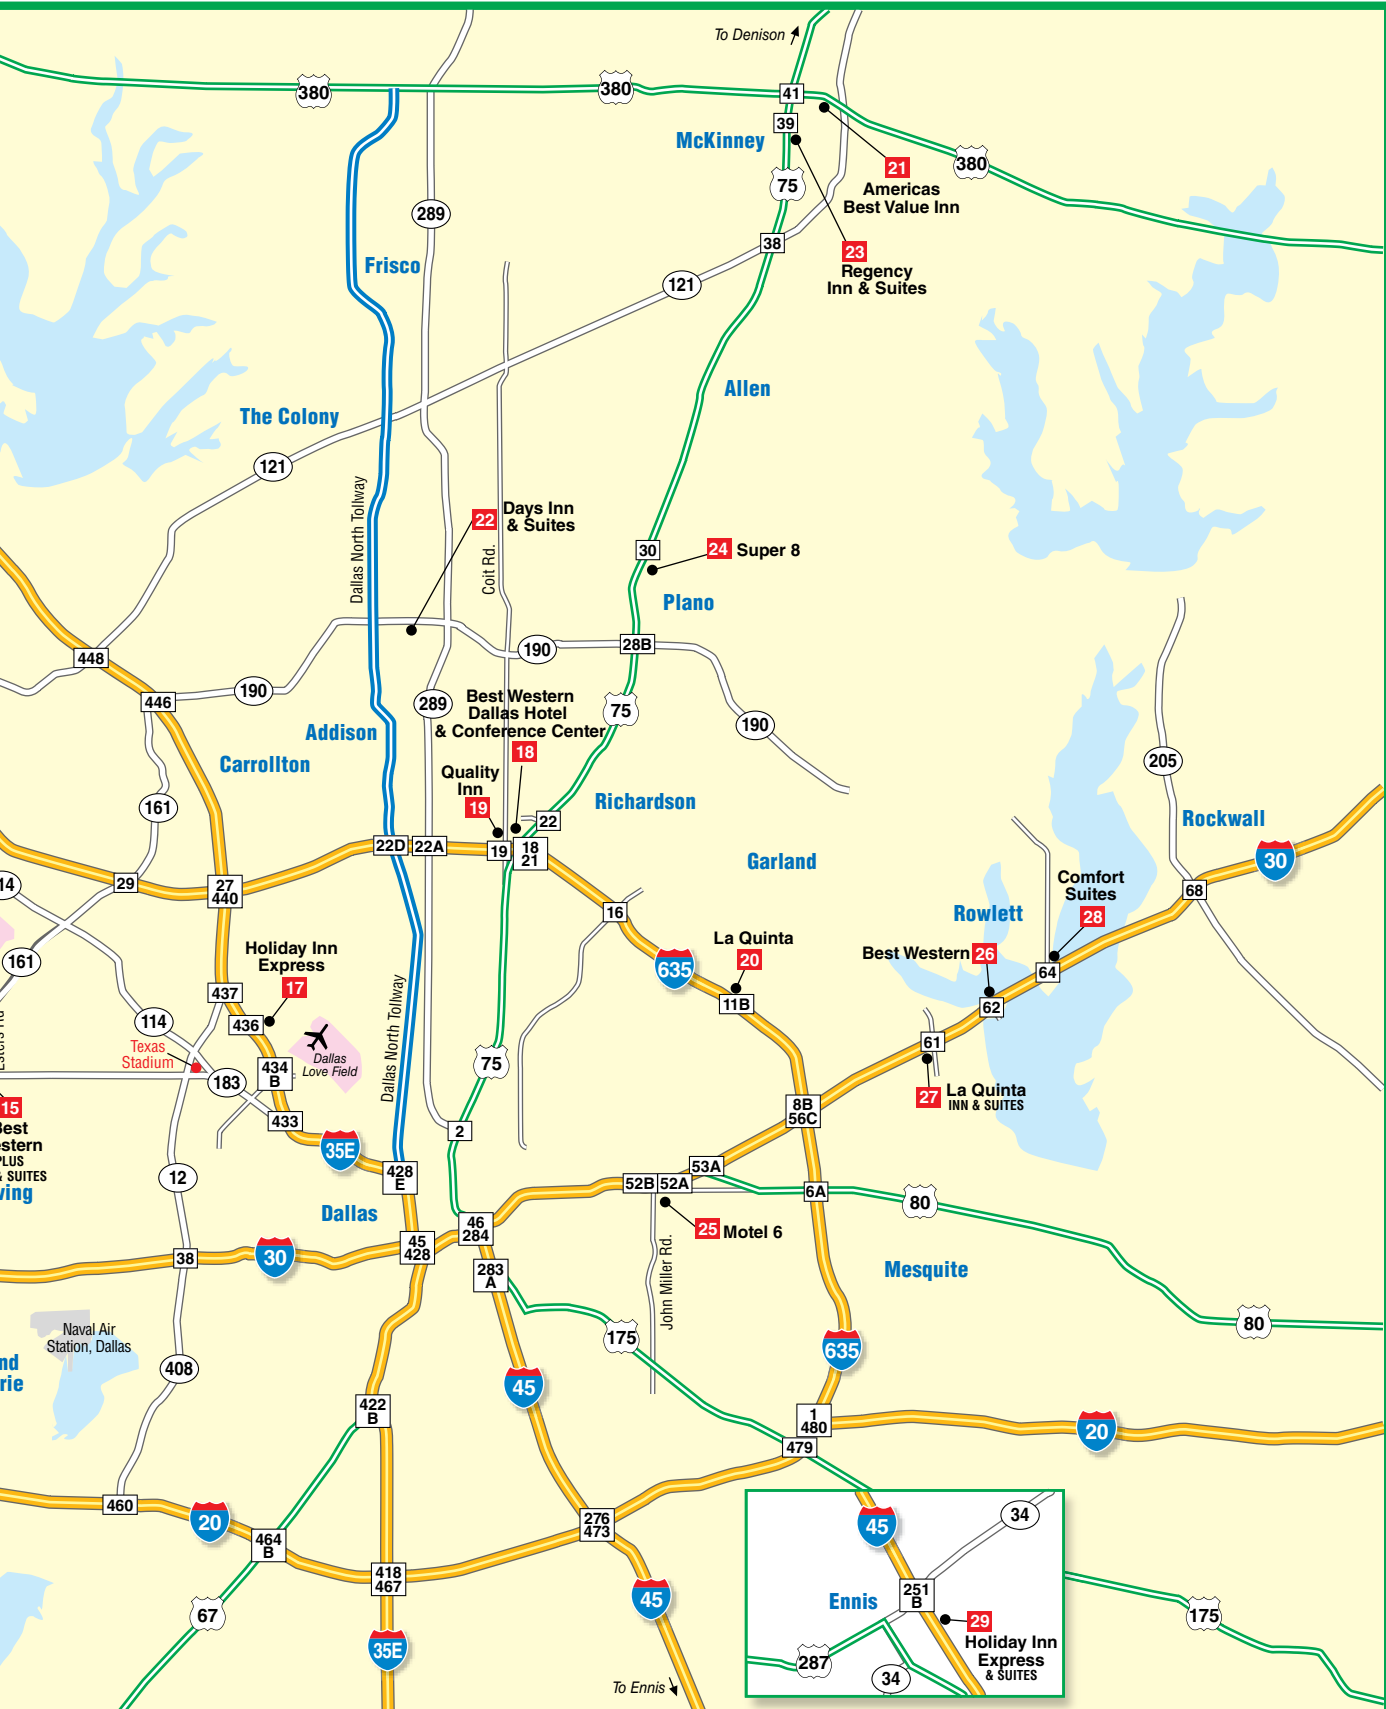 To Denison
380
380
41
39
McKinney
380
21
Americas
Best Value Inn
75
289
38
23
Regency
Inn & Suites
Frisco
121
Allen
The Colony
121
Dallas North Tollway
22
Days Inn
& Suites
Coit Rd.
30
24
Super 8
Plano
448
190
28B
446
190
289
Best Western
Dallas Hotel
& Conference Center
18
75
190
Addison
Carrollton
205
Quality
Inn
19
161
Richardson
22
Rockwall
22D
22A
19
18
21
Garland
30
14
29
27
440
Comfort
Suites
28
68
16
Rowlett
Holiday Inn
Express
17
La Quinta
20
Best Western
26
161
635
64
437
11B
62
114
436
Dallas North Tollway
Texas
Stadium
Dallas
Love Field
61
75
434
B
183
27
La Quinta
INN & SUITES
15
Best
stern
PLUS
& SUITES
ving
433
2
8B
56C
35E
12
428
E
53A
52B
52A
6A
80
Dallas
46
284
25
Motel 6
38
30
45
428
283
A
John Miller Rd.
Mesquite
Naval Air
Station, Dallas
175
80
nd
rie
408
45
635
422
B
1
480
20
479
460
20
464
B
276
473
418
467
45
34
251
B
Ennis
45
67
29
Holiday Inn
Express
& SUITES
175
35E
287
34
To Ennis